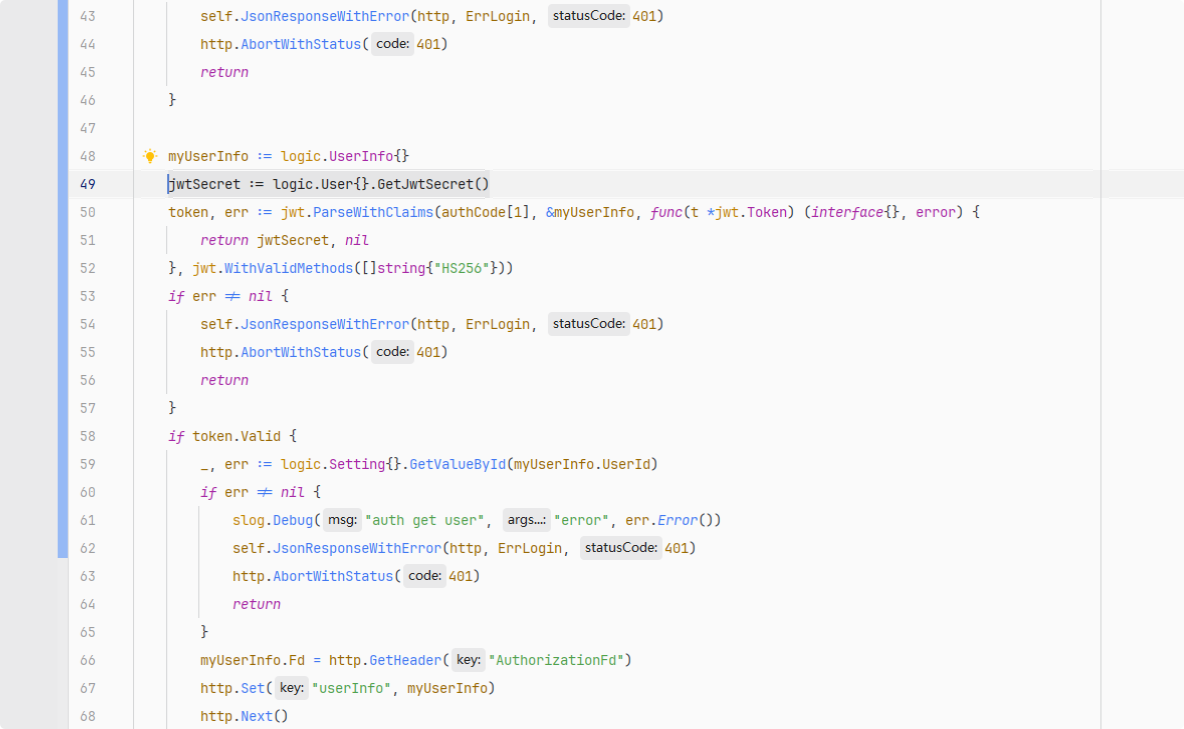 43 self.JsonResponseWithError(http, ErrLogin, statusCode: 401)
44 http.AbortWithStatus( code: 401)
45 return
46 }
47
48 myUserInfo := logic.UserInfo{}
49 jwtSecret := logic.User{}.GetJwtSecret()
50 token, err := jwt.ParseWithClaims(authCode[1], &myUserInfo, func(t *jwt.Token) (interface{}, error) {
51 return jwtSecret, nil
52 }, jwt.WithValidMethods([]string{"HS256"}))
53 if err != nil {
54 self.JsonResponseWithError(http, ErrLogin, statusCode: 401)
55 http.AbortWithStatus( code: 401)
56 return
57 }
58 if token.Valid {
59 _, err := logic.Setting{}.GetValueById(myUserInfo.UserId)
60 if err != nil {
61 slog.Debug( msg: "auth get user", args...: "error", err.Error())
62 self.JsonResponseWithError(http, ErrLogin, statusCode: 401)
63 http.AbortWithStatus( code: 401)
64 return
65 }
66 myUserInfo.Fd = http.GetHeader( key: "AuthorizationFd")
67 http.Set( key: "userInfo", myUserInfo)
68 http.Next()